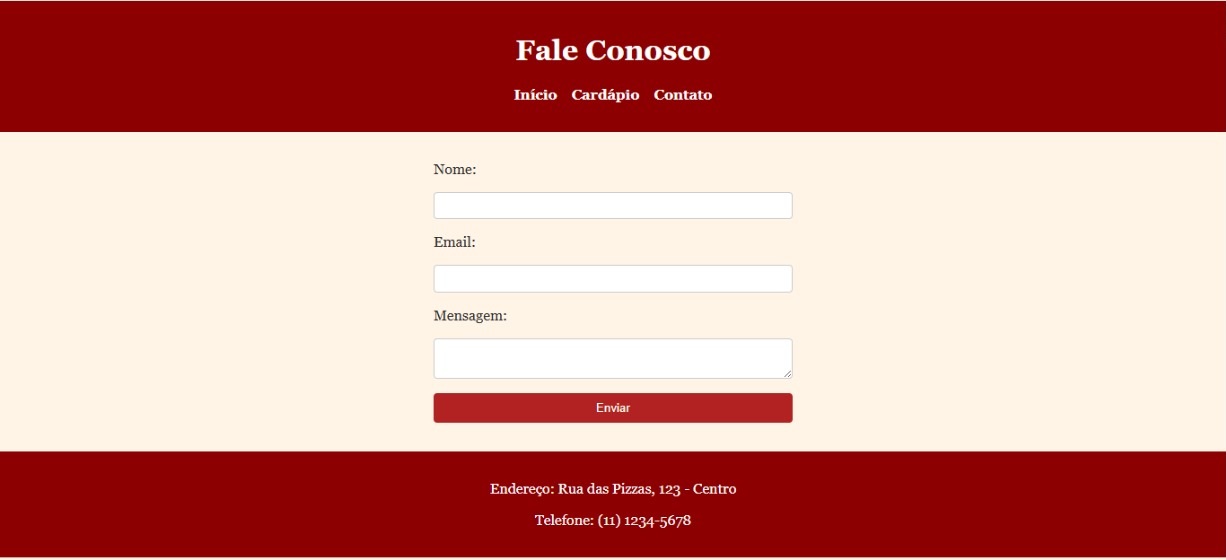 Fale Conosco
Início Cardápio Contato
Nome:
Email:
Mensagem:
Enviar
Endereço: Rua das Pizzas, 123 - Centro
Telefone: (11) 1234-5678